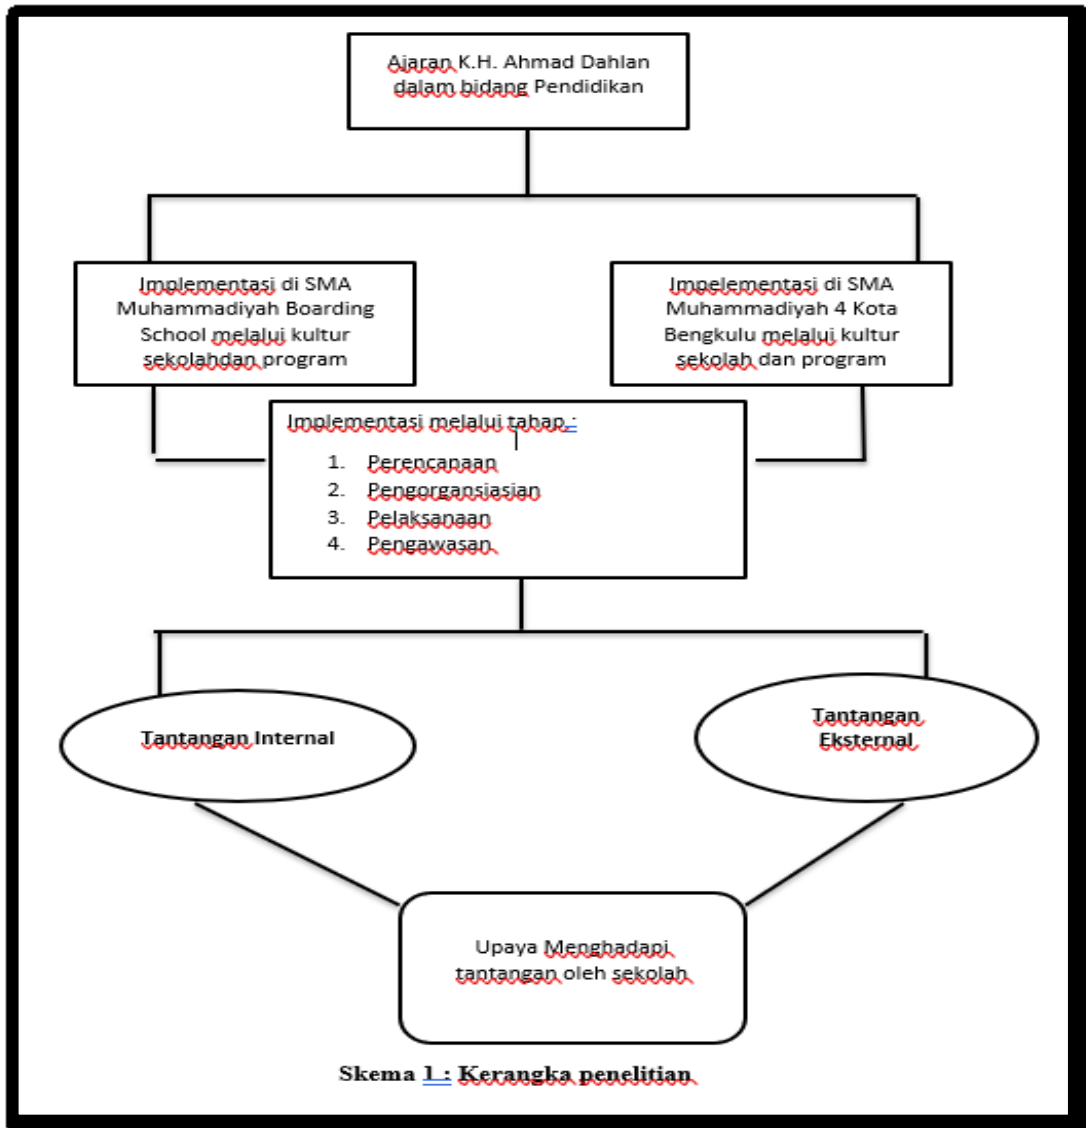 Ajaran K.H. Ahmad Dahlan
dalam bidang Pendidikan
Implementasi di SMA
Muhammadiyah Boarding
School melalui kultur
sekolahdan program
Impelementasi di SMA
Muhammadiyah 4 Kota
Bengkulu melalui kultur
sekolah dan program
Implementasi melalui tahap :
1. Perencanaan
2. Pengorgansiasian
3. Pelaksanaan
4. Pengawasan
Tantangan Internal
Tantangan
Eksternal
Upaya Menghadapi
tantangan oleh sekolah
Skema 1 : Kerangka penelitian